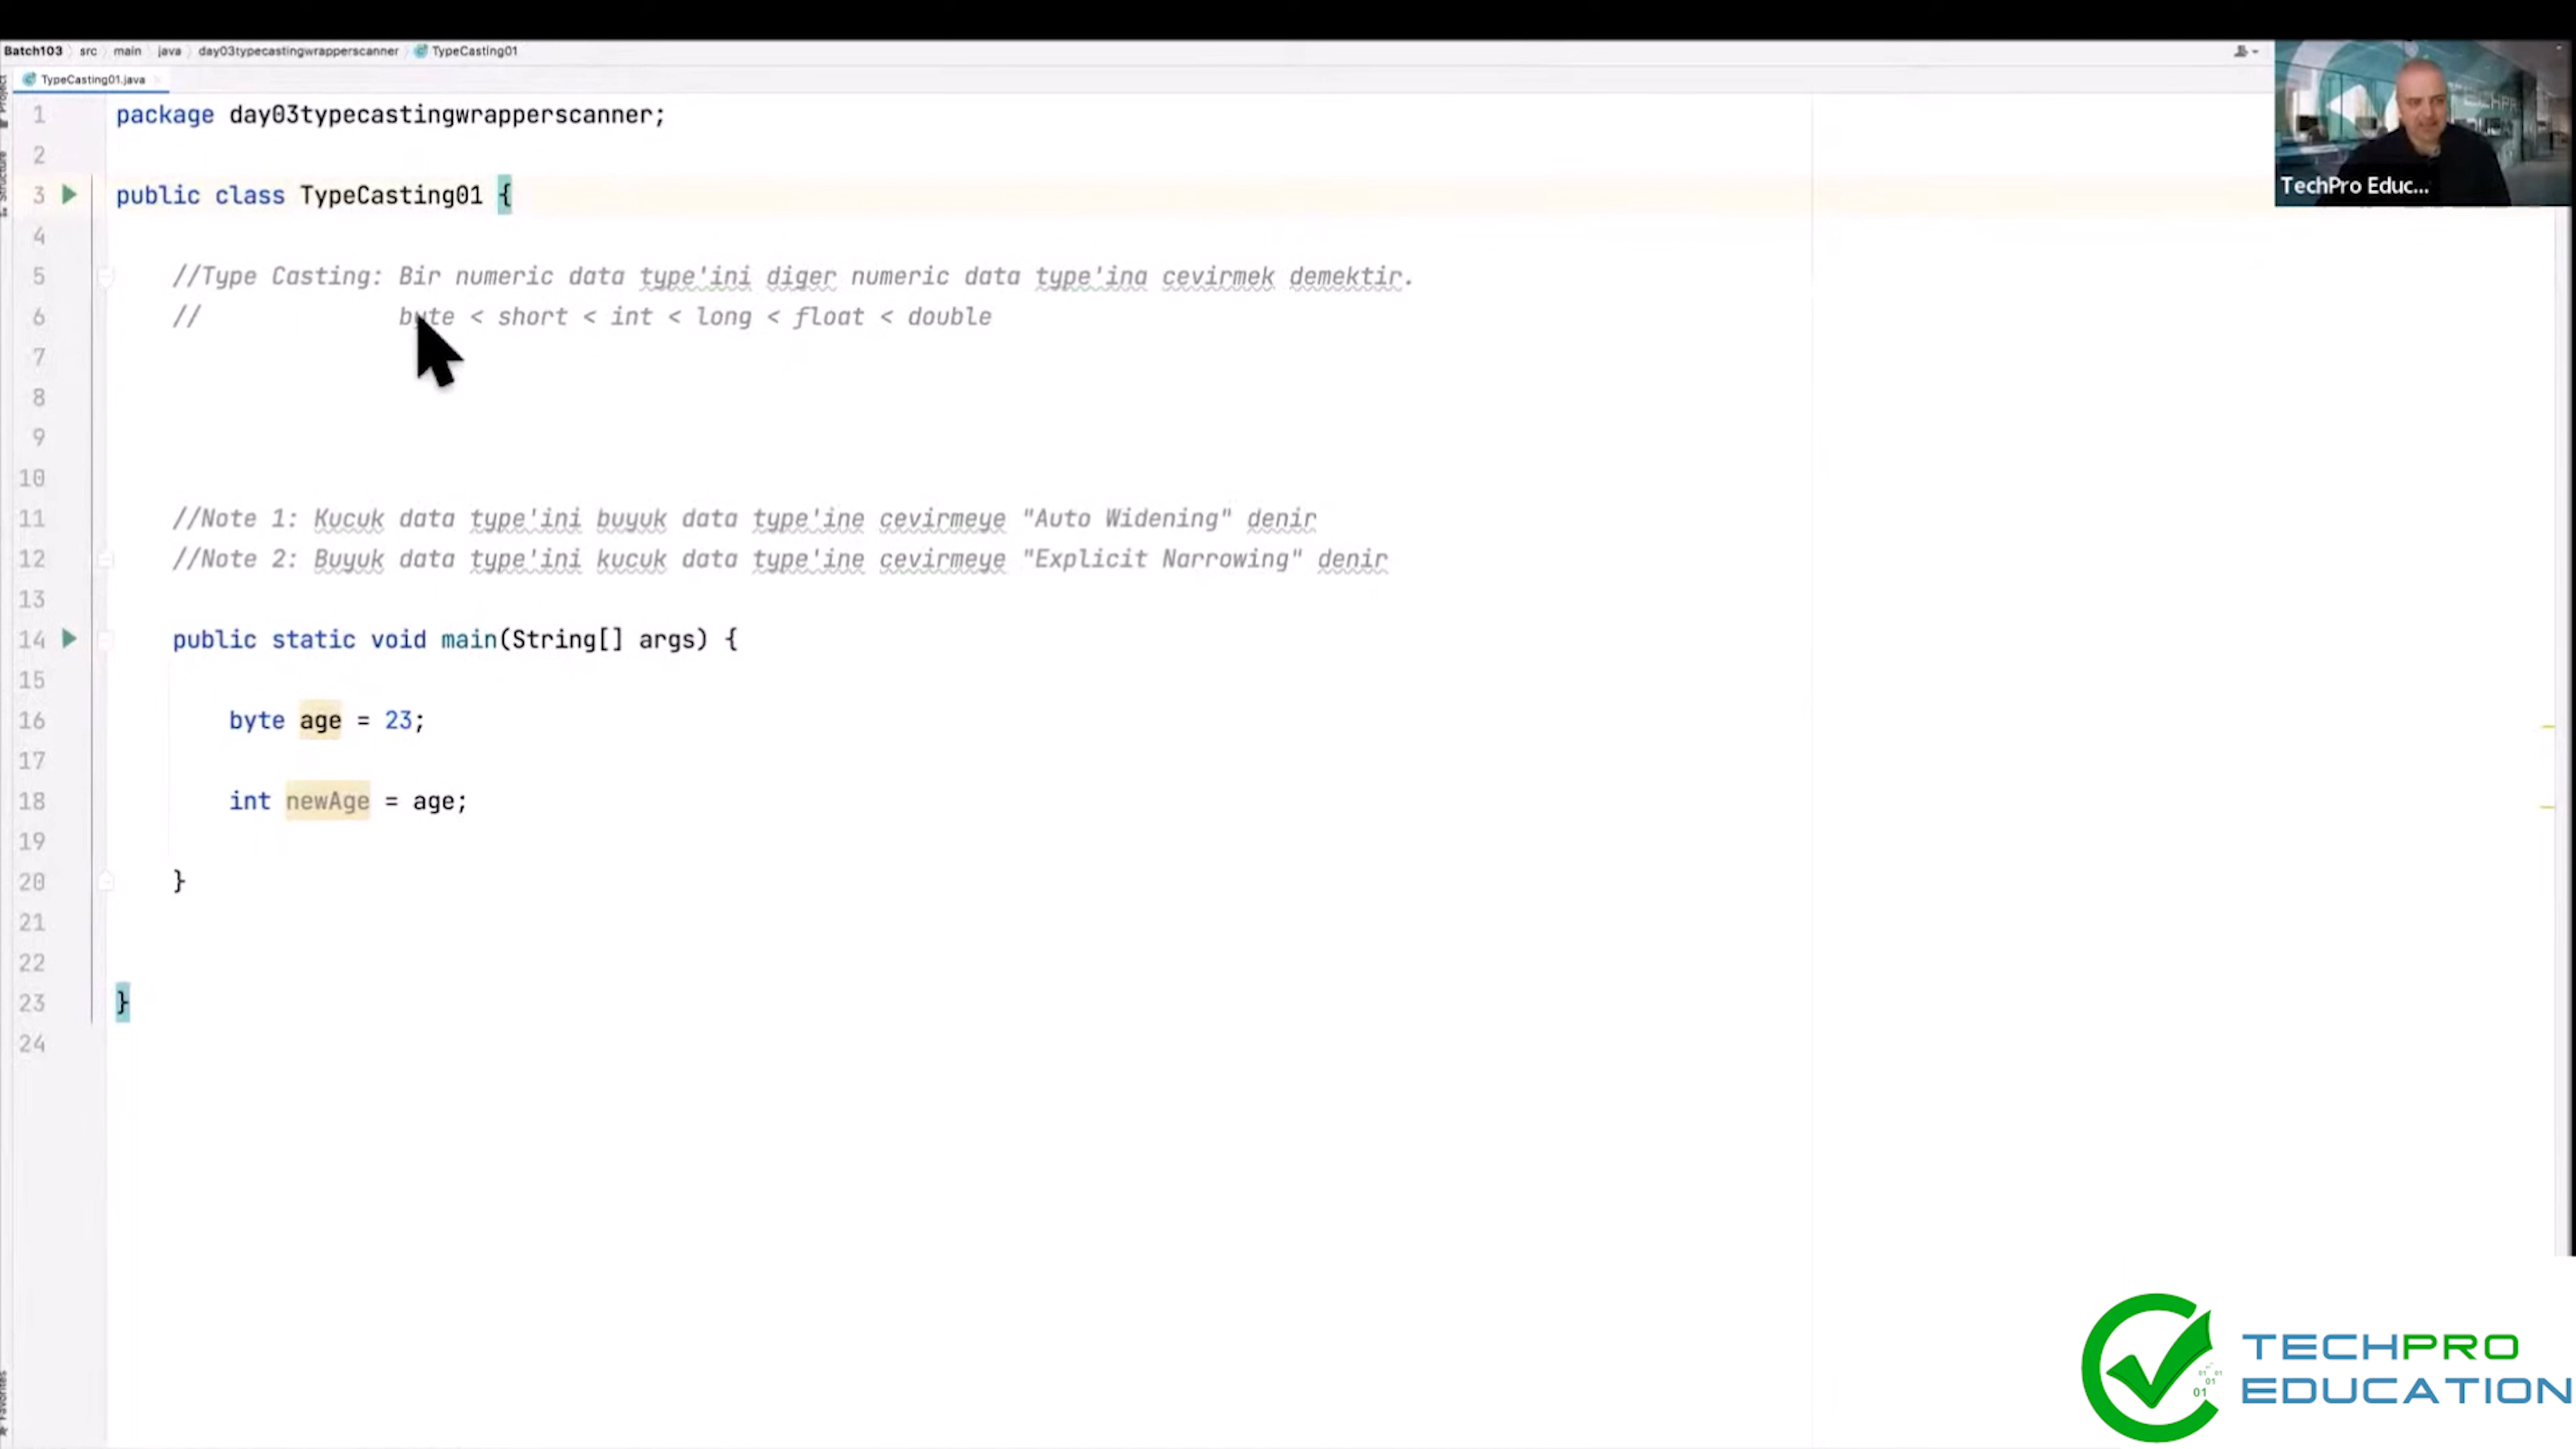 Batch103 src main java day03typecastingwrapperscanner TypeCasting01
TypeCasting01.java
Project
Structure
Favorites
1 package day03typecastingwrapperscanner;
2
3 public class TypeCasting01 {
4
5 //Type Casting: Bir numeric data type'ini diger numeric data type'ina cevirmek demektir.
6 // byte < short < int < long < float < double
7
8
9
10
11 //Note 1: Kucuk data type'ini buyuk data type'ine cevirmeye "Auto Widening" denir
12 //Note 2: Buyuk data type'ini kucuk data type'ine cevirmeye "Explicit Narrowing" denir
13
14 public static void main(String[] args) {
15
16 byte age = 23;
17
18 int newAge = age;
19
20 }
21
22
23 }
24
TechPro Educ...
TECHPRO
EDUCATION